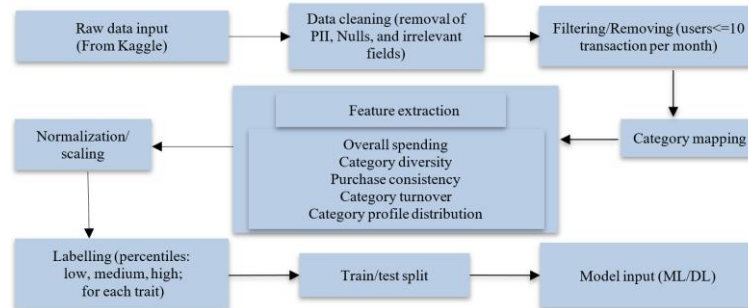 Raw data input
(From Kaggle)
Data cleaning (removal of
PII, Nulls, and irrelevant
fields)
Filtering/Removing (users<=10
transaction per month)
Category mapping
Feature extraction
Overall spending
Category diversity
Purchase consistency
Category turnover
Category profile distribution
Normalization/
scaling
Labelling (percentiles:
low, medium, high;
for each trait)
Train/test split
Model input (ML/DL)